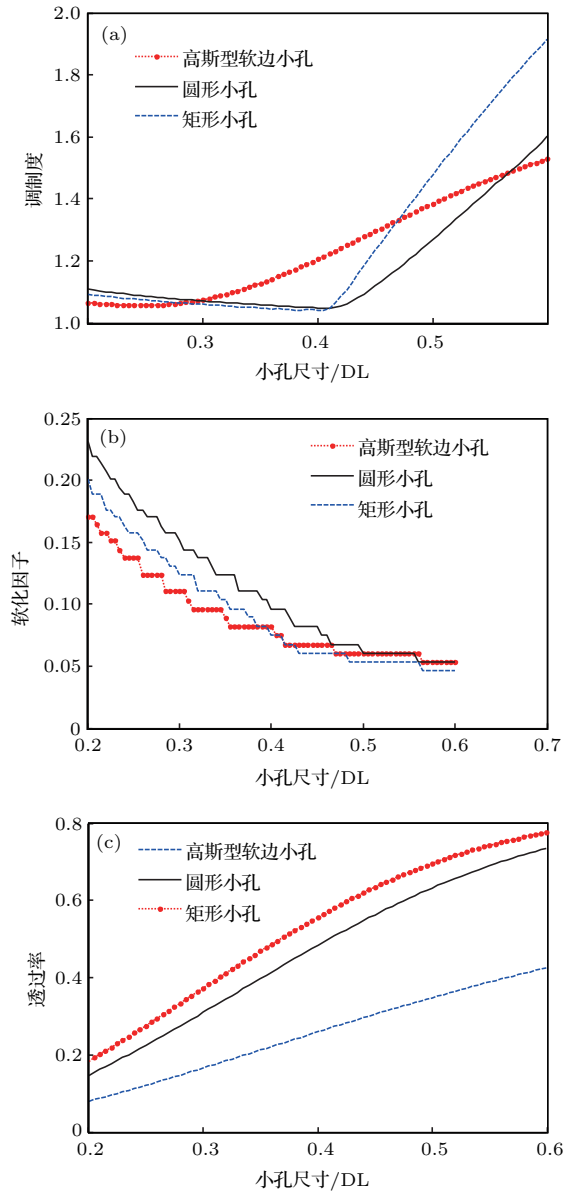 (a)
高斯型软边小孔
圆形小孔
矩形小孔
调制度
2.0
1.8
1.6
1.4
1.2
1.0
0.3
0.4
0.5
小孔尺寸/DL
(b)
高斯型软边小孔
圆形小孔
矩形小孔
软化因子
0.25
0.20
0.15
0.10
0.05
0
0.2
0.3
0.4
0.5
0.6
0.7
小孔尺寸/DL
(c)
高斯型软边小孔
圆形小孔
矩形小孔
透过率
0.8
0.6
0.4
0.2
0
0.2
0.3
0.4
0.5
0.6
小孔尺寸/DL